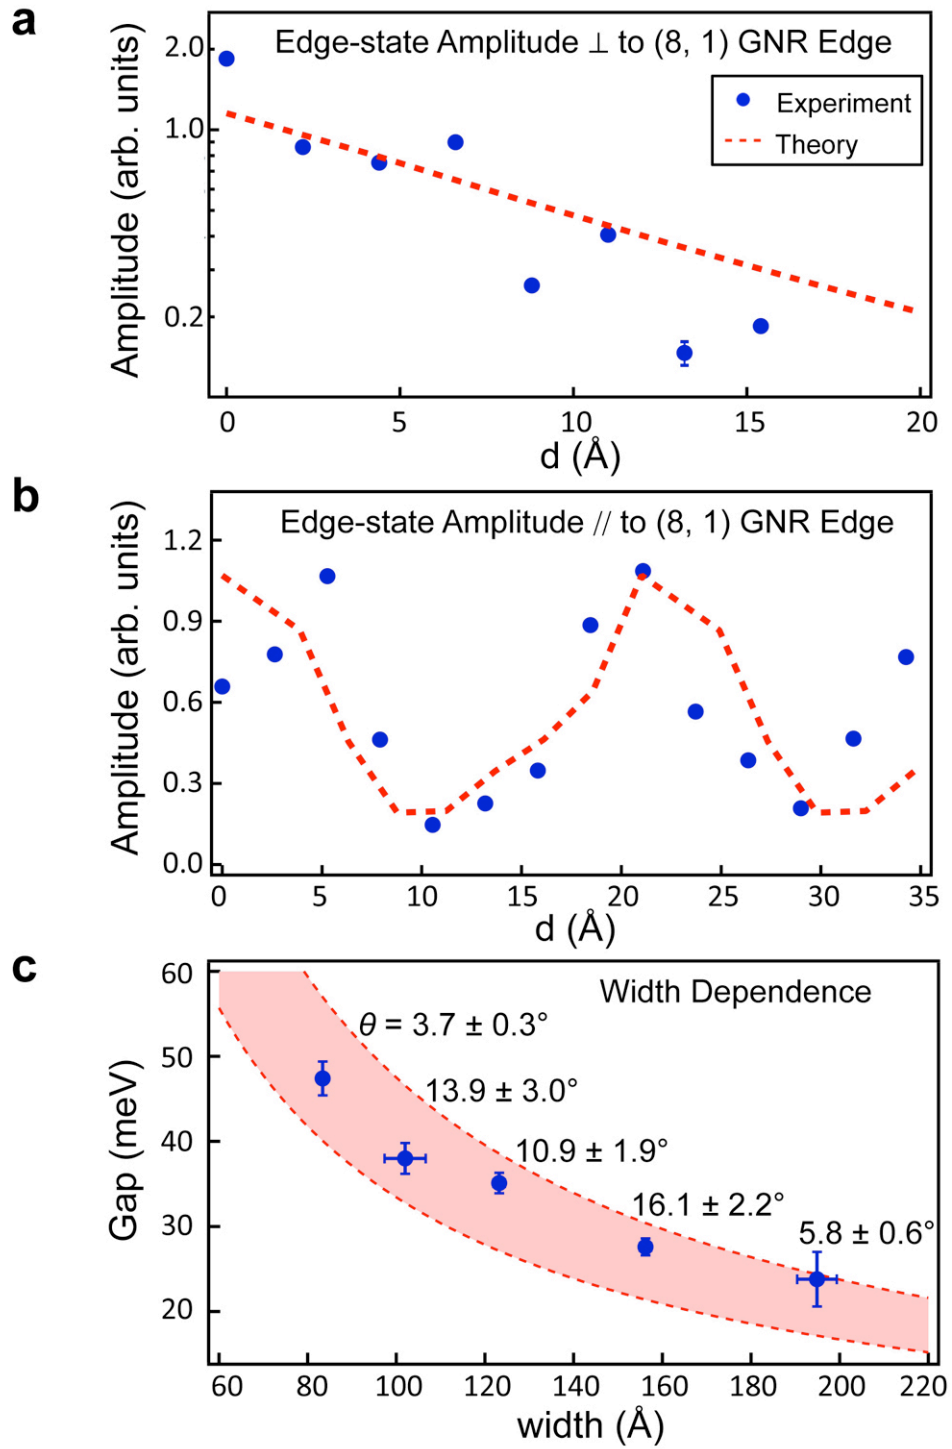 a
Edge-state Amplitude ⊥ to (8, 1) GNR Edge
Experiment
Theory
Amplitude (arb. units)
2.0
1.0
0.2
0 5 10 15 20
d (Å)
b
Edge-state Amplitude // to (8, 1) GNR Edge
Amplitude (arb. units)
1.2
0.9
0.6
0.3
0.0
0 5 10 15 20 25 30 35
d (Å)
c
Width Dependence
Gap (meV)
60
50
40
30
20
θ = 3.7 ± 0.3°
13.9 ± 3.0°
10.9 ± 1.9°
16.1 ± 2.2°
5.8 ± 0.6°
60 80 100 120 140 160 180 200 220
width (Å)